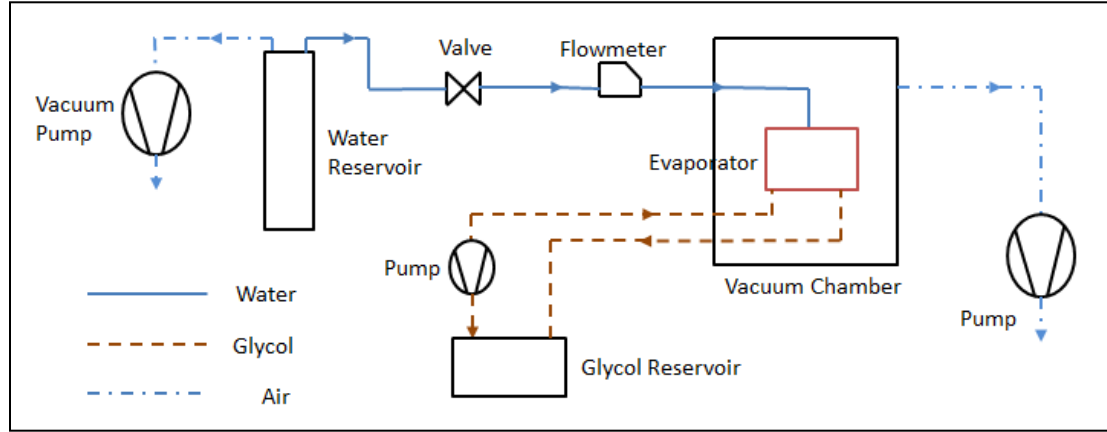 Valve
Flowmeter
Vacuum
Pump
Water
Reservoir
Evaporator
Pump
Vacuum Chamber
Pump
Water
Glycol
Glycol Reservoir
Air